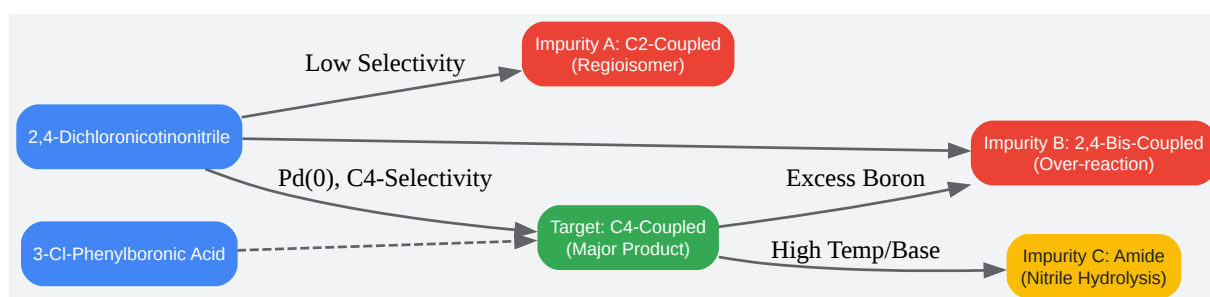 Impurity A: C2-Coupled
(Regioisomer)
Low Selectivity
2,4-Dichloronicotinonitrile
Impurity B: 2,4-Bis-Coupled
(Over-reaction)
Pd(0), C4-Selectivity
Excess Boron
Target: C4-Coupled
(Major Product)
3-Cl-Phenylboronic Acid
High Temp/Base
Impurity C: Amide
(Nitrile Hydrolysis)